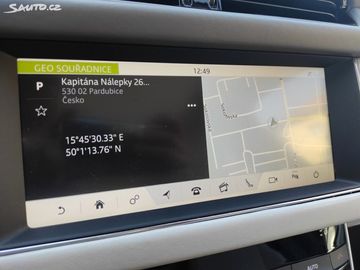 SAUTO.CZ
GEO SOUŘADNICE
12:49
P
Kapitána Nálepky 26...
530 02 Pardubice
Česko
15°45'30.33" E
50°1'13.76" N
AUTO